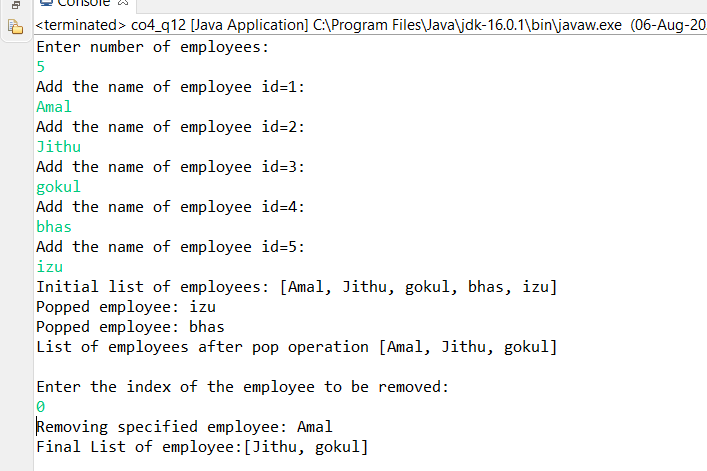 Console
<terminated> co4_q12 [Java Application] C:\Program Files\Java\jdk-16.0.1\bin\javaw.exe (06-Aug-20
Enter number of employees:
5
Add the name of employee id=1:
Amal
Add the name of employee id=2:
Jithu
Add the name of employee id=3:
gokul
Add the name of employee id=4:
bhas
Add the name of employee id=5:
izu
Initial list of employees: [Amal, Jithu, gokul, bhas, izu]
Popped employee: izu
Popped employee: bhas
List of employees after pop operation [Amal, Jithu, gokul]
Enter the index of the employee to be removed:
0
Removing specified employee: Amal
Final List of employee:[Jithu, gokul]